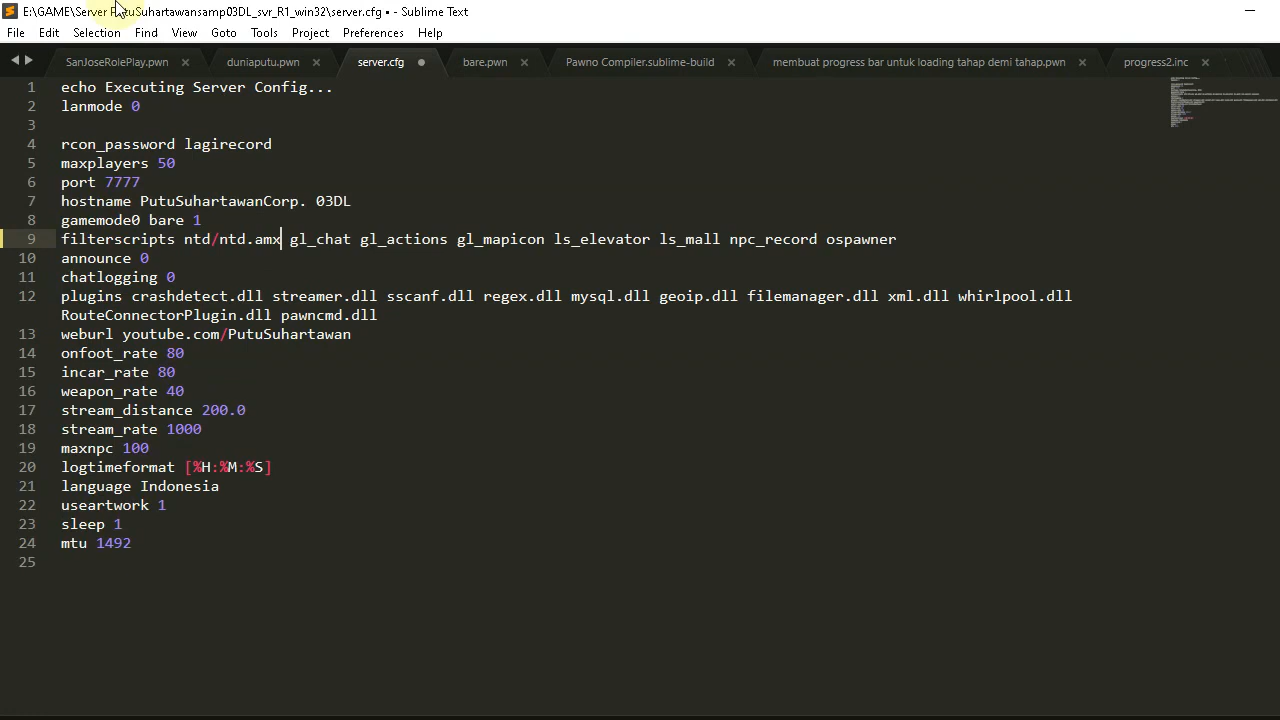 E:\GAME\Server PutuSuhartawansamp03DL_svr_R1_win32\server.cfg • - Sublime Text
File Edit Selection Find View Goto Tools Project Preferences Help
SanJoseRolePlay.pwn duniaputu.pwn server.cfg bare.pwn Pawno Compiler.sublime-build membuat progress bar untuk loading tahap demi tahap.pwn progress2.inc
1 echo Executing Server Config...
2 lanmode 0
3
4 rcon_password lagirecord
5 maxplayers 50
6 port 7777
7 hostname PutuSuhartawanCorp. 03DL
8 gamemode0 bare 1
9 filterscripts ntd/ntd.amx gl_chat gl_actions gl_mapicon ls_elevator ls_mall npc_record ospawner
10 announce 0
11 chatlogging 0
12 plugins crashdetect.dll streamer.dll sscanf.dll regex.dll mysql.dll geoip.dll filemanager.dll xml.dll whirlpool.dll
RouteConnectorPlugin.dll pawncmd.dll
13 weburl youtube.com/PutuSuhartawan
14 onfoot_rate 80
15 incar_rate 80
16 weapon_rate 40
17 stream_distance 200.0
18 stream_rate 1000
19 maxnpc 100
20 logtimeformat [%H:%M:%S]
21 language Indonesia
22 useartwork 1
23 sleep 1
24 mtu 1492
25